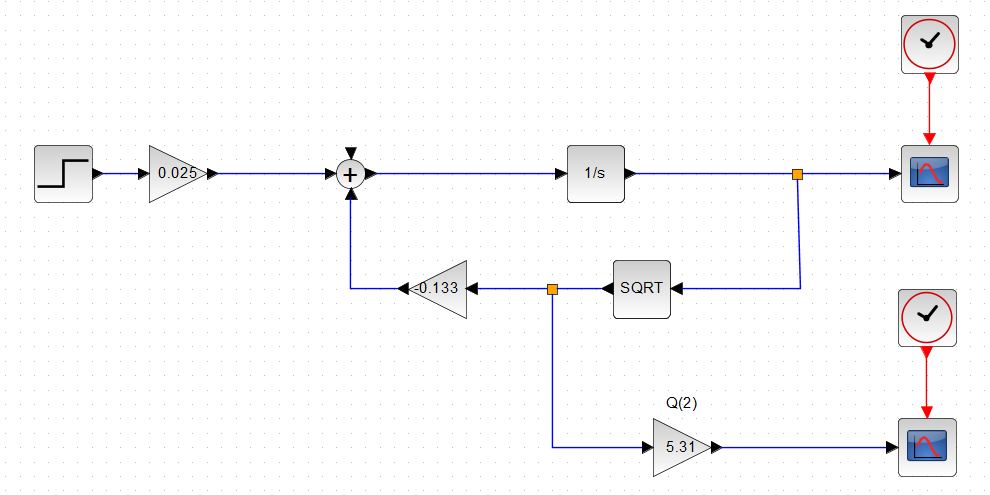 0.025
+
1/s
-0.133
SQRT
Q(2)
5.31